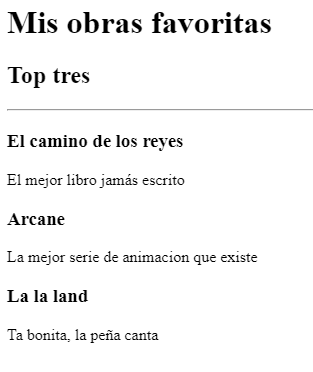 Mis obras favoritas
Top tres
El camino de los reyes
El mejor libro jamás escrito
Arcane
La mejor serie de animacion que existe
La la land
Ta bonita, la peña canta